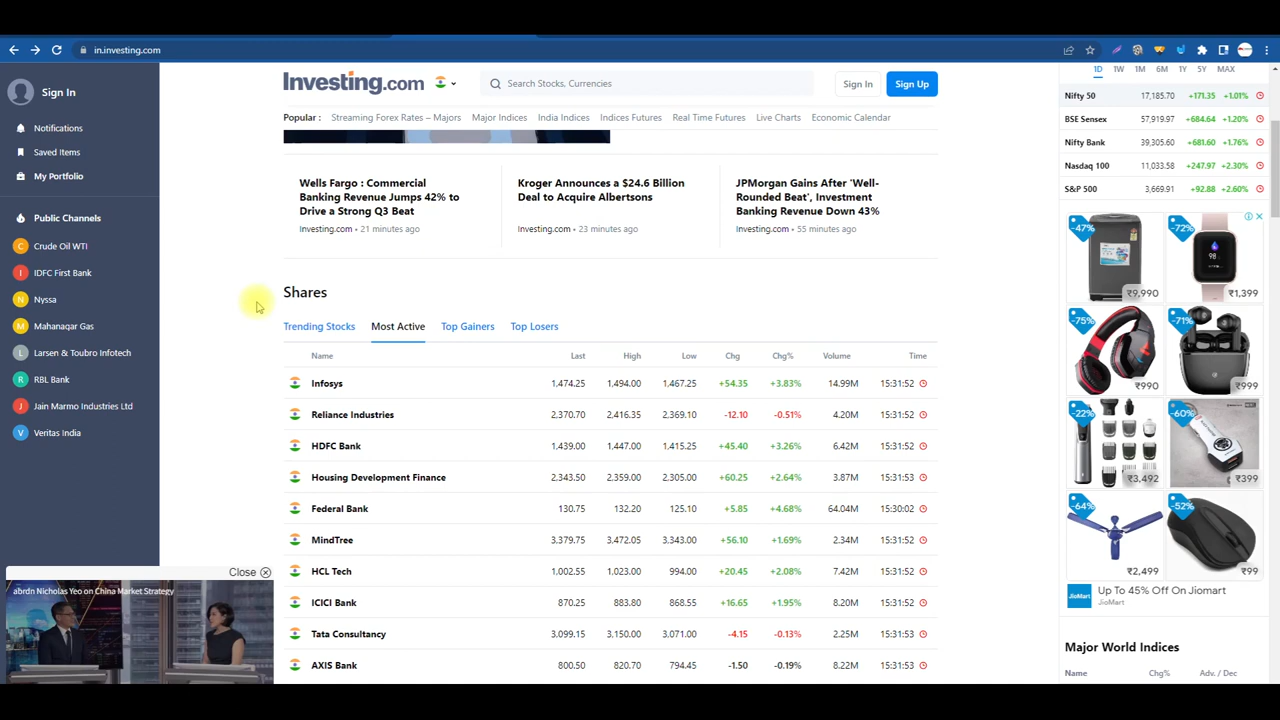 in.investing.com
Sign In
Notifications
Saved Items
My Portfolio
Public Channels
C Crude Oil WTI
I IDFC First Bank
N Nyssa
M Mahanagar Gas
L Larsen & Toubro Infotech
R RBL Bank
J Jain Marmo Industries Ltd
V Veritas India
Close
abrdn Nicholas Yeo on China Market Strategy
Investing.com
Search Stocks, Currencies
Sign In
Sign Up
Popular : Streaming Forex Rates – Majors Major Indices India Indices Indices Futures Real Time Futures Live Charts Economic Calendar
Wells Fargo : Commercial
Banking Revenue Jumps 42% to
Drive a Strong Q3 Beat
Investing.com • 21 minutes ago
Kroger Announces a $24.6 Billion
Deal to Acquire Albertsons
Investing.com • 23 minutes ago
JPMorgan Gains After 'Well-
Rounded Beat', Investment
Banking Revenue Down 43%
Investing.com • 55 minutes ago
Shares
Trending Stocks Most Active Top Gainers Top Losers
Name Last High Low Chg Chg% Volume Time
Infosys 1,474.25 1,494.00 1,467.25 +54.35 +3.83% 14.99M 15:31:52
Reliance Industries 2,370.70 2,416.35 2,369.10 -12.10 -0.51% 4.20M 15:31:52
HDFC Bank 1,439.00 1,447.00 1,415.25 +45.40 +3.26% 6.42M 15:31:52
Housing Development Finance 2,343.50 2,359.00 2,305.00 +60.25 +2.64% 3.87M 15:31:53
Federal Bank 130.75 132.20 125.10 +5.85 +4.68% 64.04M 15:30:02
MindTree 3,379.75 3,472.05 3,343.00 +56.10 +1.69% 2.34M 15:31:52
HCL Tech 1,002.55 1,023.00 994.00 +20.45 +2.08% 7.42M 15:31:52
ICICI Bank 870.25 883.80 868.55 +16.65 +1.95% 8.20M 15:31:52
Tata Consultancy 3,099.15 3,150.00 3,071.00 -4.15 -0.13% 2.25M 15:31:53
AXIS Bank 800.50 820.70 794.45 -1.50 -0.19% 8.22M 15:31:53
1D 1W 1M 6M 1Y 5Y MAX
Nifty 50 17,185.70 +171.35 +1.01%
BSE Sensex 57,919.97 +684.64 +1.20%
Nifty Bank 39,305.60 +681.60 +1.76%
Nasdaq 100 11,033.58 +247.97 +2.30%
S&P 500 3,669.91 +92.88 +2.60%
-47% -72%
₹9,990 ₹1,399
-75% -71%
₹990 ₹999
-22% -60%
₹3,492 ₹399
-64% -52%
₹2,499 ₹99
JioMart
Up To 45% Off On Jiomart
JioMart
Major World Indices
Name Chg% Adv. / Dec